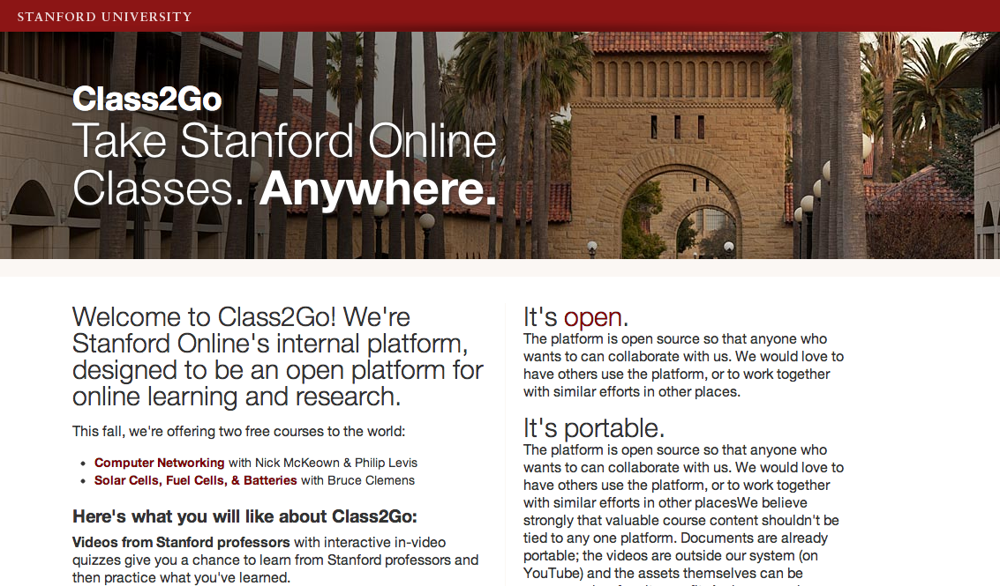 STANFORD UNIVERSITY
Class2Go
Take Stanford Online
Classes. Anywhere.
Welcome to Class2Go! We're
Stanford Online's internal platform,
designed to be an open platform for
online learning and research.
This fall, we're offering two free courses to the world:
• Computer Networking with Nick McKeown & Philip Levis
• Solar Cells, Fuel Cells, & Batteries with Bruce Clemens
Here's what you will like about Class2Go:
Videos from Stanford professors with interactive in-video
quizzes give you a chance to learn from Stanford professors and
then practice what you've learned.
It's open.
The platform is open source so that anyone who
wants to can collaborate with us. We would love to
have others use the platform, or to work together
with similar efforts in other places.
It's portable.
The platform is open source so that anyone who
wants to can collaborate with us. We would love to
have others use the platform, or to work together
with similar efforts in other placesWe believe
strongly that valuable course content shouldn't be
tied to any one platform. Documents are already
portable; the videos are outside our system (on
YouTube) and the assets themselves can be